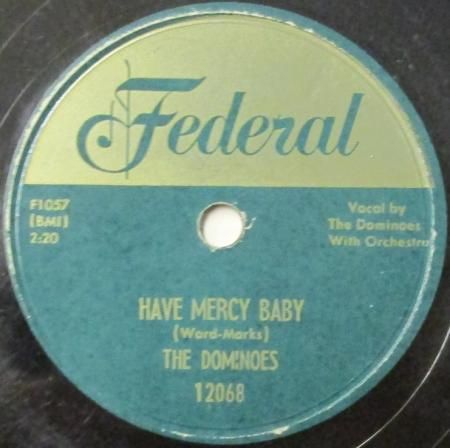 Federal
F1057
(BMI)
2:20
Vocal by
The Dominoes
With Orchestra
HAVE MERCY BABY
(Ward-Marks)
THE DOMINOES
12068